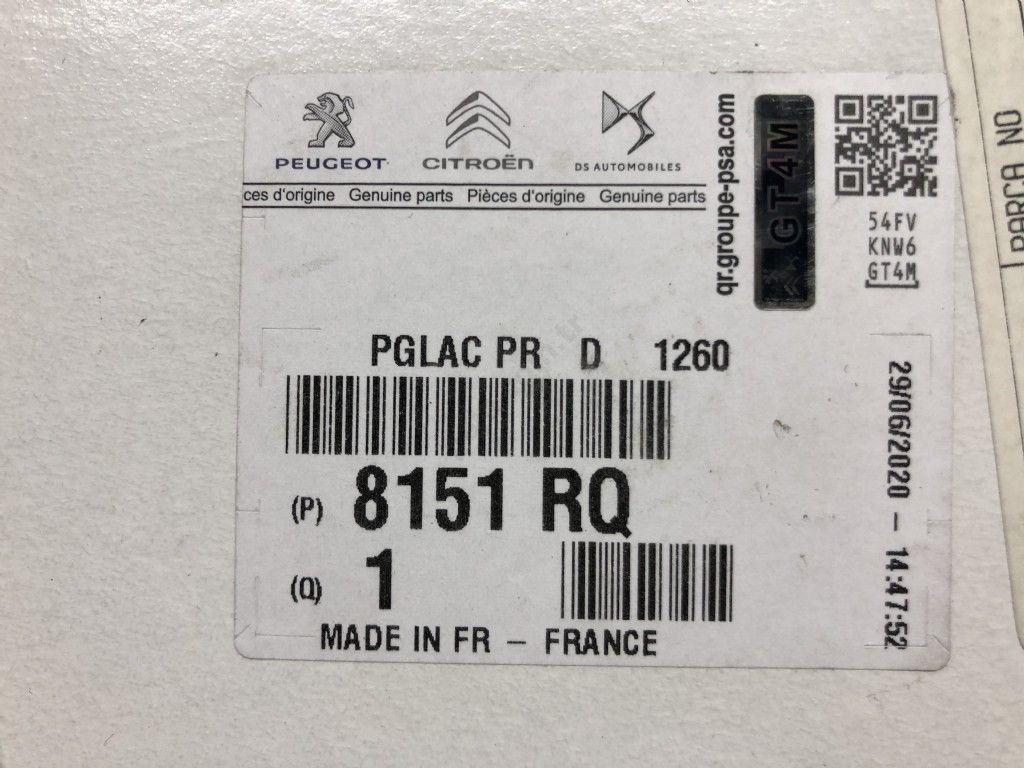 PEUGEOT
CITROËN
DS AUTOMOBILES
ces d'origine Genuine parts Pièces d'origine Genuine parts
qr.groupe-psa.com
GT4M
54FV
KNW6
GT4M
PGLAC PR D 1260
(P) 8151 RQ
(Q) 1
MADE IN FR – FRANCE
29/06/2020 – 14:47:52
PARÇA NO